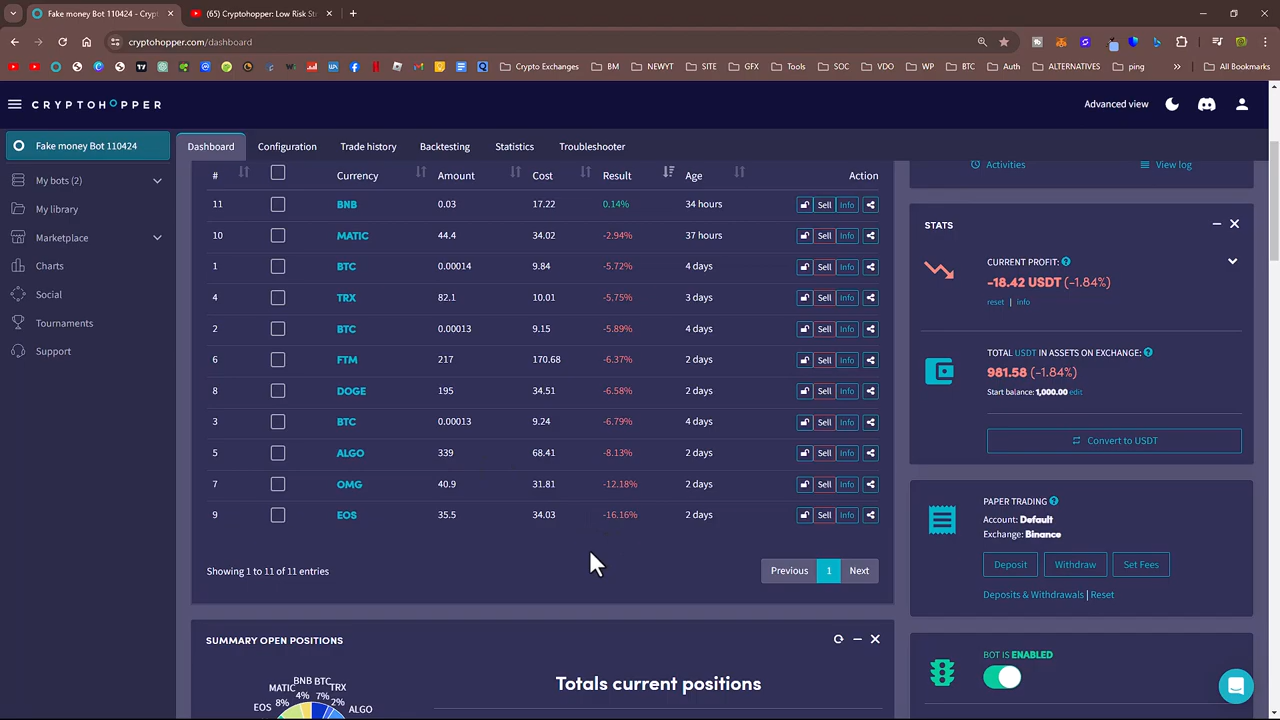 Fake money Bot 110424 - Crypt
(65) Cryptohopper: Low Risk St
cryptohopper.com/dashboard
Crypto Exchanges
BM
NEWYT
STE
GFX
Tools
SOC
VDO
WP
BTC
Auth
ALTERNATIVES
ping
All Bookmarks
CRYPTOHOPPER
Advanced view
Fake money Bot 110424
My bots (2)
My library
Marketplace
Charts
Social
Tournaments
Support
Dashboard Configuration Trade history Backtesting Statistics Troubleshooter
# Currency Amount Cost Result Age Action
11 BNB 0.03 17.22 0.14% 34 hours Sell Info
10 MATIC 44.4 34.02 -2.94% 37 hours Sell Info
1 BTC 0.00014 9.84 -5.72% 4 days Sell Info
4 TRX 82.1 10.01 -5.75% 3 days Sell Info
2 BTC 0.00013 9.15 -5.89% 4 days Sell Info
6 FTM 217 170.68 -6.37% 2 days Sell Info
8 DOGE 195 34.51 -6.58% 2 days Sell Info
3 BTC 0.00013 9.24 -6.79% 2 days Sell Info
5 ALGO 339 68.41 -8.13% 2 days Sell Info
7 OMG 40.9 31.81 -12.18% 2 days Sell Info
9 EOS 35.5 34.03 -16.16% 2 days Sell Info
Showing 1 to 11 of 11 entries
Previous 1 Next
SUMMARY OPEN POSITIONS
Totals current positions
BNB BTC
MATIC 4% 7% TRX
EOS 8% 2% ALGO
Activities View log
STATS
CURRENT PROFIT:
-18.42 USDT (-1.84%)
reset | info
TOTAL USDT IN ASSETS ON EXCHANGE:
981.58 (-1.84%)
Start balance: 1,000.00 edit
Convert to USDT
PAPER TRADING
Account: Default
Exchange: Binance
Deposit Withdraw Set Fees
Deposits & Withdrawals | Reset
BOT IS ENABLED